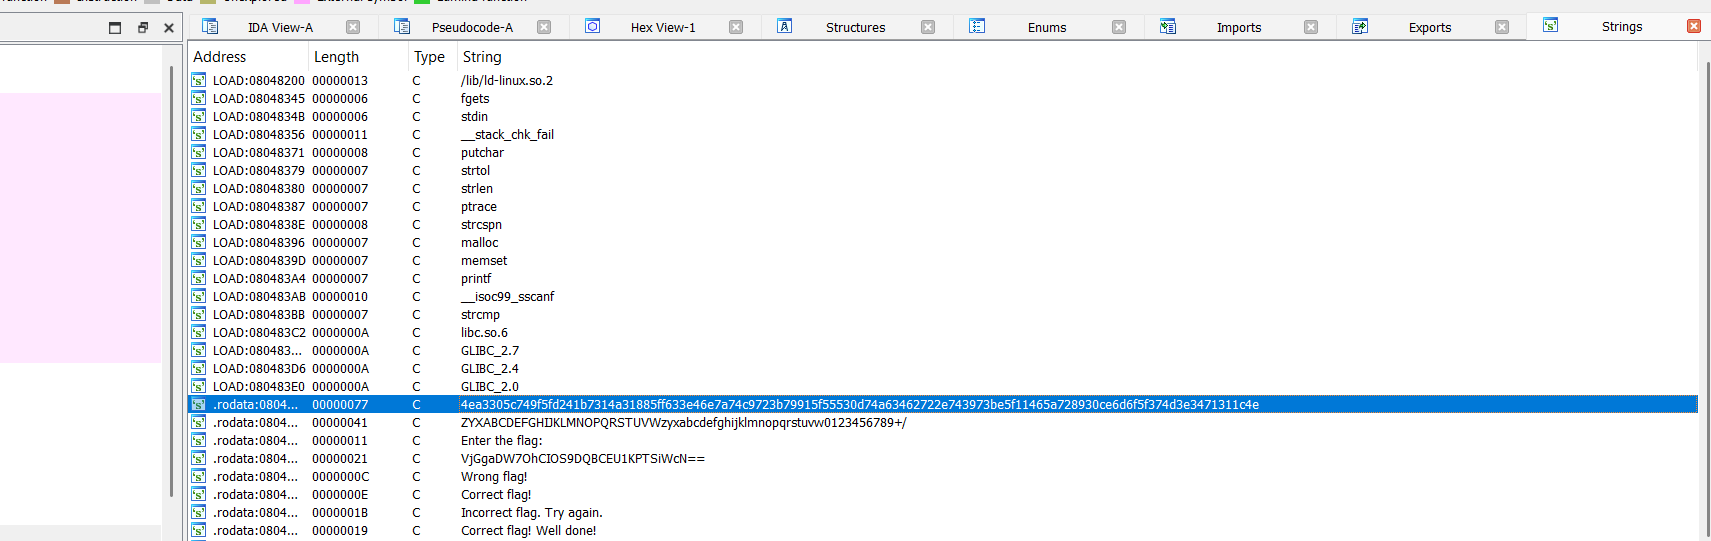 IDA View-A Pseudocode-A Hex View-1 Structures Enums Imports Exports Strings
Address Length Type String
LOAD:08048200 00000013 C /lib/ld-linux.so.2
LOAD:08048345 00000006 C fgets
LOAD:0804834B 00000006 C stdin
LOAD:08048356 00000011 C __stack_chk_fail
LOAD:08048371 00000008 C putchar
LOAD:08048379 00000007 C strtol
LOAD:08048380 00000007 C strlen
LOAD:08048387 00000007 C ptrace
LOAD:0804838E 00000008 C strcspn
LOAD:08048396 00000007 C malloc
LOAD:0804839D 00000007 C memset
LOAD:080483A4 00000007 C printf
LOAD:080483AB 00000010 C __isoc99_sscanf
LOAD:080483BB 00000007 C strcmp
LOAD:080483C2 0000000A C libc.so.6
LOAD:080483... 0000000A C GLIBC_2.7
LOAD:080483D6 0000000A C GLIBC_2.4
LOAD:080483E0 0000000A C GLIBC_2.0
.rodata:0804... 00000077 C 4ea3305c749f5fd241b7314a31885ff633e46e7a74c9723b79915f55530d74a63462722e743973be5f11465a728930ce6d6f5f374d3e3471311c4e
.rodata:0804... 00000041 C ZYXABCDEFGHIJKLMNOPQRSTUVWzyxabcdefghijklmnopqrstuvw0123456789+/
.rodata:0804... 00000011 C Enter the flag:
.rodata:0804... 00000021 C VjGgaDW7OhCIOS9DQBCEU1KPTSiWcN==
.rodata:0804... 0000000C C Wrong flag!
.rodata:0804... 0000000E C Correct flag!
.rodata:0804... 0000001B C Incorrect flag. Try again.
.rodata:0804... 00000019 C Correct flag! Well done!